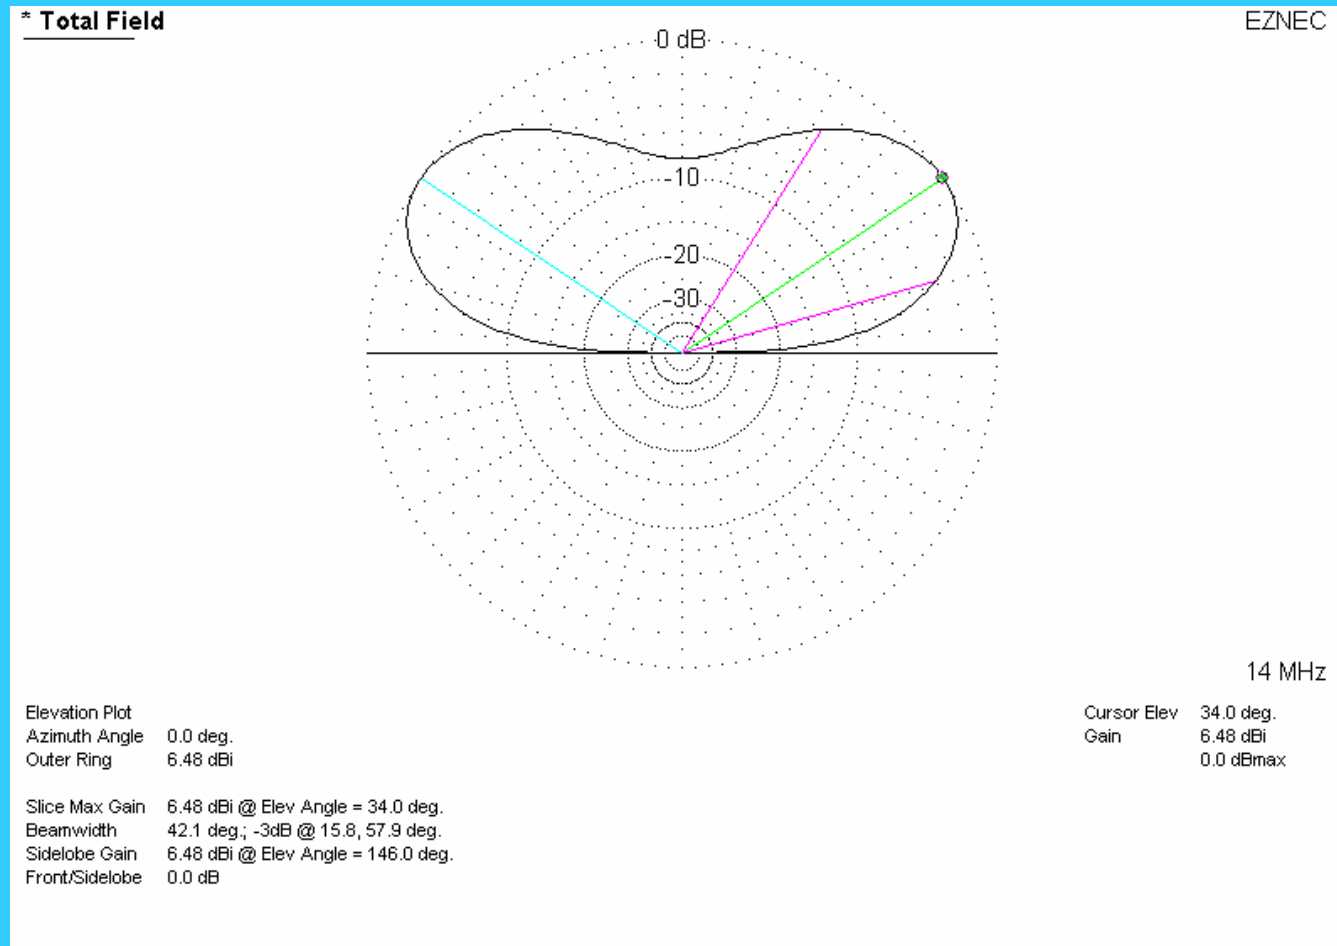 * Total Field
EZNEC
0 dB
-10
-20
-30
14 MHz
Elevation Plot
Azimuth Angle 0.0 deg.
Outer Ring 6.48 dBi
Cursor Elev 34.0 deg.
Gain 6.48 dBi
0.0 dBmax
Slice Max Gain 6.48 dBi @ Elev Angle = 34.0 deg.
Beamwidth 42.1 deg.; -3dB @ 15.8, 57.9 deg.
Sidelobe Gain 6.48 dBi @ Elev Angle = 146.0 deg.
Front/Sidelobe 0.0 dB